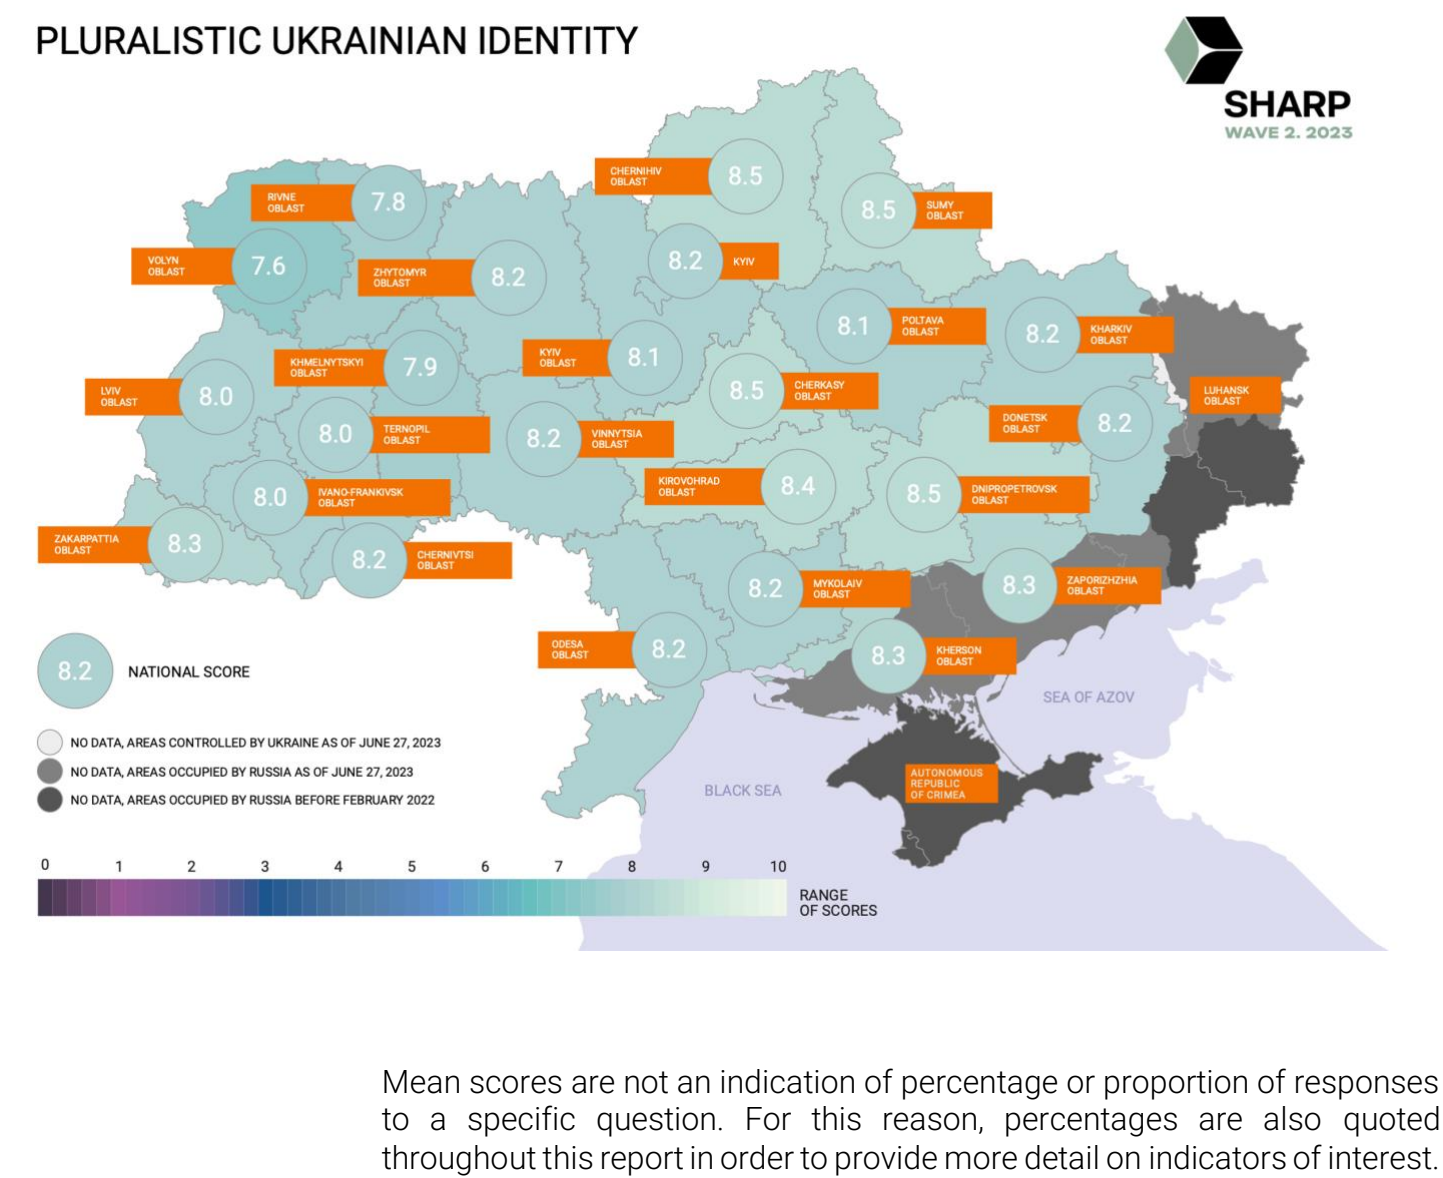 PLURALISTIC UKRAINIAN IDENTITY
SHARP
WAVE 2. 2023
CHERNIHIV
OBLAST
8.5
RIVNE
OBLAST
7.8
8.5
SUMY
OBLAST
VOLYN
OBLAST
7.6
ZHYTOMYR
OBLAST
8.2
8.2
KYIV
8.1
POLTAVA
OBLAST
8.2
KHARKIV
OBLAST
KHMELNYTSKYI
OBLAST
7.9
KYIV
OBLAST
8.1
LVIV
OBLAST
8.0
8.5
CHERKASY
OBLAST
LUHANSK
OBLAST
8.0
TERNOPIL
OBLAST
8.2
VINNYTSIA
OBLAST
DONETSK
OBLAST
8.2
8.0
IVANO-FRANKIVSK
OBLAST
KIROVOHRAD
OBLAST
8.4
8.5
DNIPROPETROVSK
OBLAST
ZAKARPATTIA
OBLAST
8.3
8.2
CHERNIVTSI
OBLAST
8.2
MYKOLAIV
OBLAST
8.3
ZAPORIZHZHIA
OBLAST
ODESA
OBLAST
8.2
8.3
KHERSON
OBLAST
8.2
NATIONAL SCORE
SEA OF AZOV
NO DATA, AREAS CONTROLLED BY UKRAINE AS OF JUNE 27, 2023
NO DATA, AREAS OCCUPIED BY RUSSIA AS OF JUNE 27, 2023
NO DATA, AREAS OCCUPIED BY RUSSIA BEFORE FEBRUARY 2022
BLACK SEA
AUTONOMOUS
REPUBLIC
OF CRIMEA
0 1 2 3 4 5 6 7 8 9 10
RANGE
OF SCORES
Mean scores are not an indication of percentage or proportion of responses
to a specific question. For this reason, percentages are also quoted
throughout this report in order to provide more detail on indicators of interest.